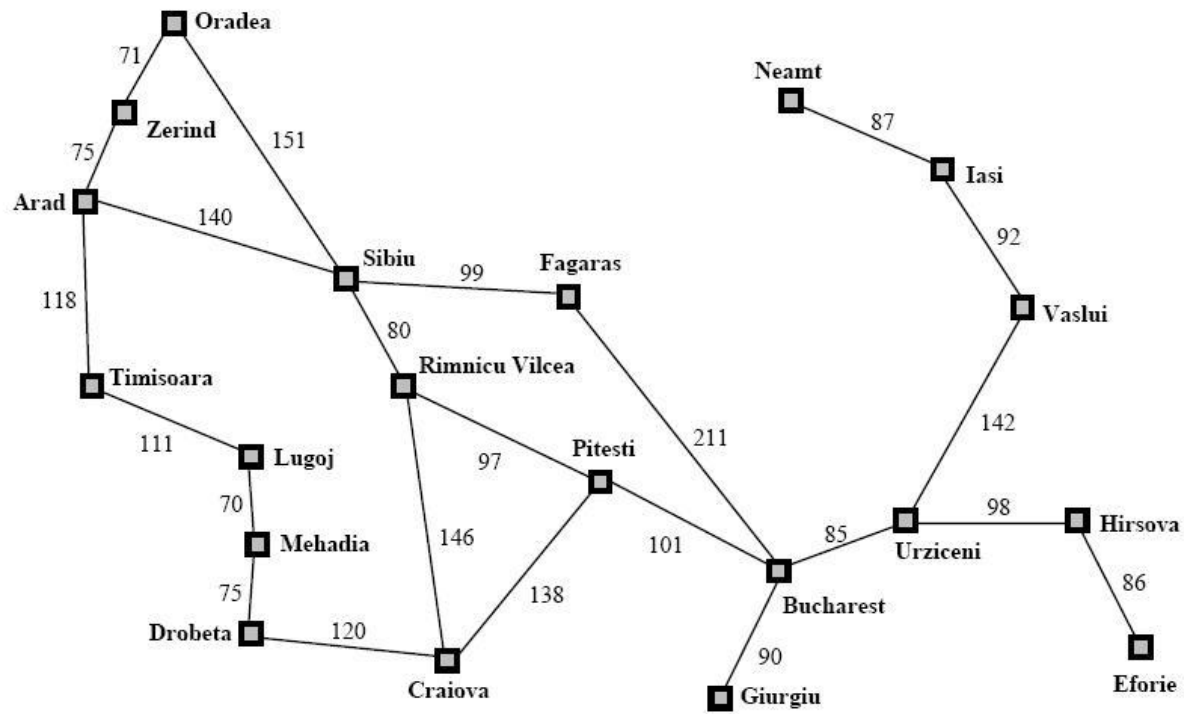 Oradea
71
Neamt
Zerind
87
151
75
Iasi
Arad
140
92
Sibiu
Fagaras
99
118
Vaslui
80
Rimnicu Vilcea
Timisoara
142
111
Pitesti
211
Lugoj
97
70
98
Hirsova
85
Urziceni
146
101
Mehadia
86
75
138
Bucharest
Drobeta
120
90
Craiova
Giurgiu
Eforie